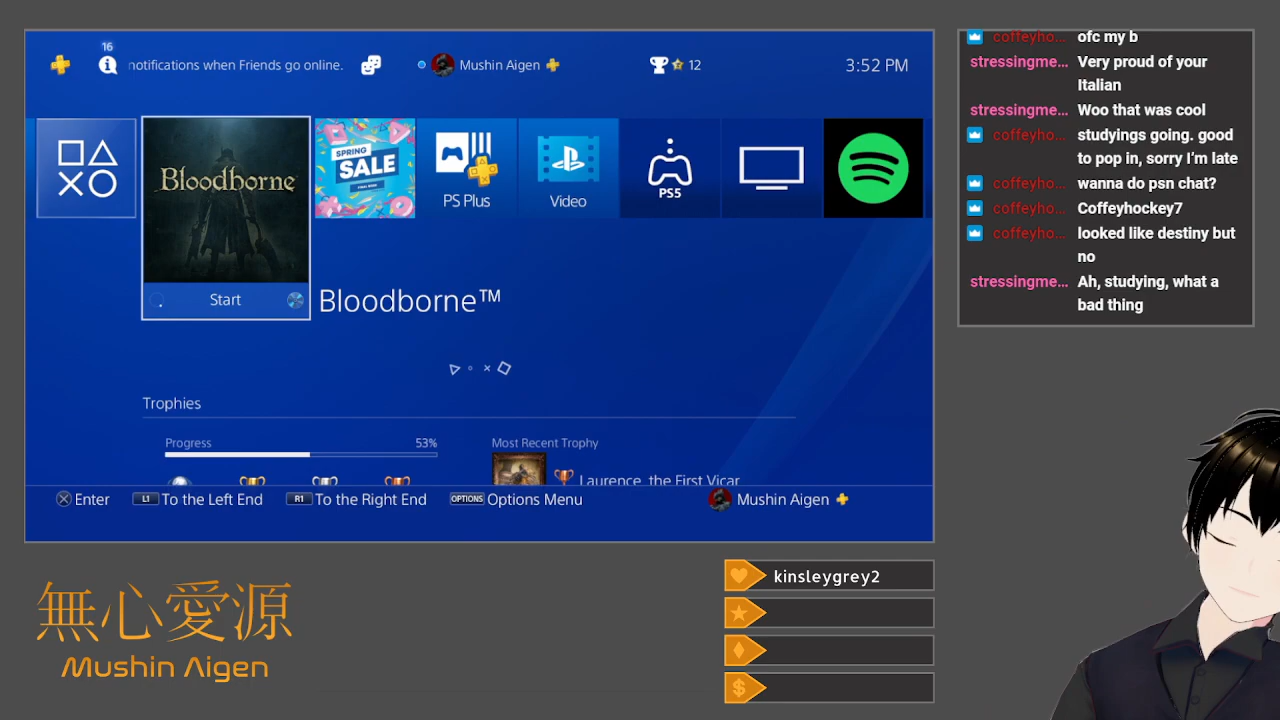 16
notifications when Friends go online.
Mushin Aigen
12
3:52 PM
Bloodborne
SPRING
SALE
PS Plus
Video
PS5
Start
Bloodborne™
Trophies
Progress
53%
Most Recent Trophy
Laurence, the First Vicar
Enter
L1 To the Left End
R1 To the Right End
OPTIONS Options Menu
Mushin Aigen
coffeyho... ofc my b
stressingme... Very proud of your
Italian
stressingme... Woo that was cool
coffeyho... studyings going. good
to pop in, sorry I'm late
coffeyho... wanna do psn chat?
coffeyho... Coffeyhockey7
coffeyho... looked like destiny but
no
stressingme... Ah, studying, what a
bad thing
無心愛源
Mushin Aigen
kinsleygrey2
$